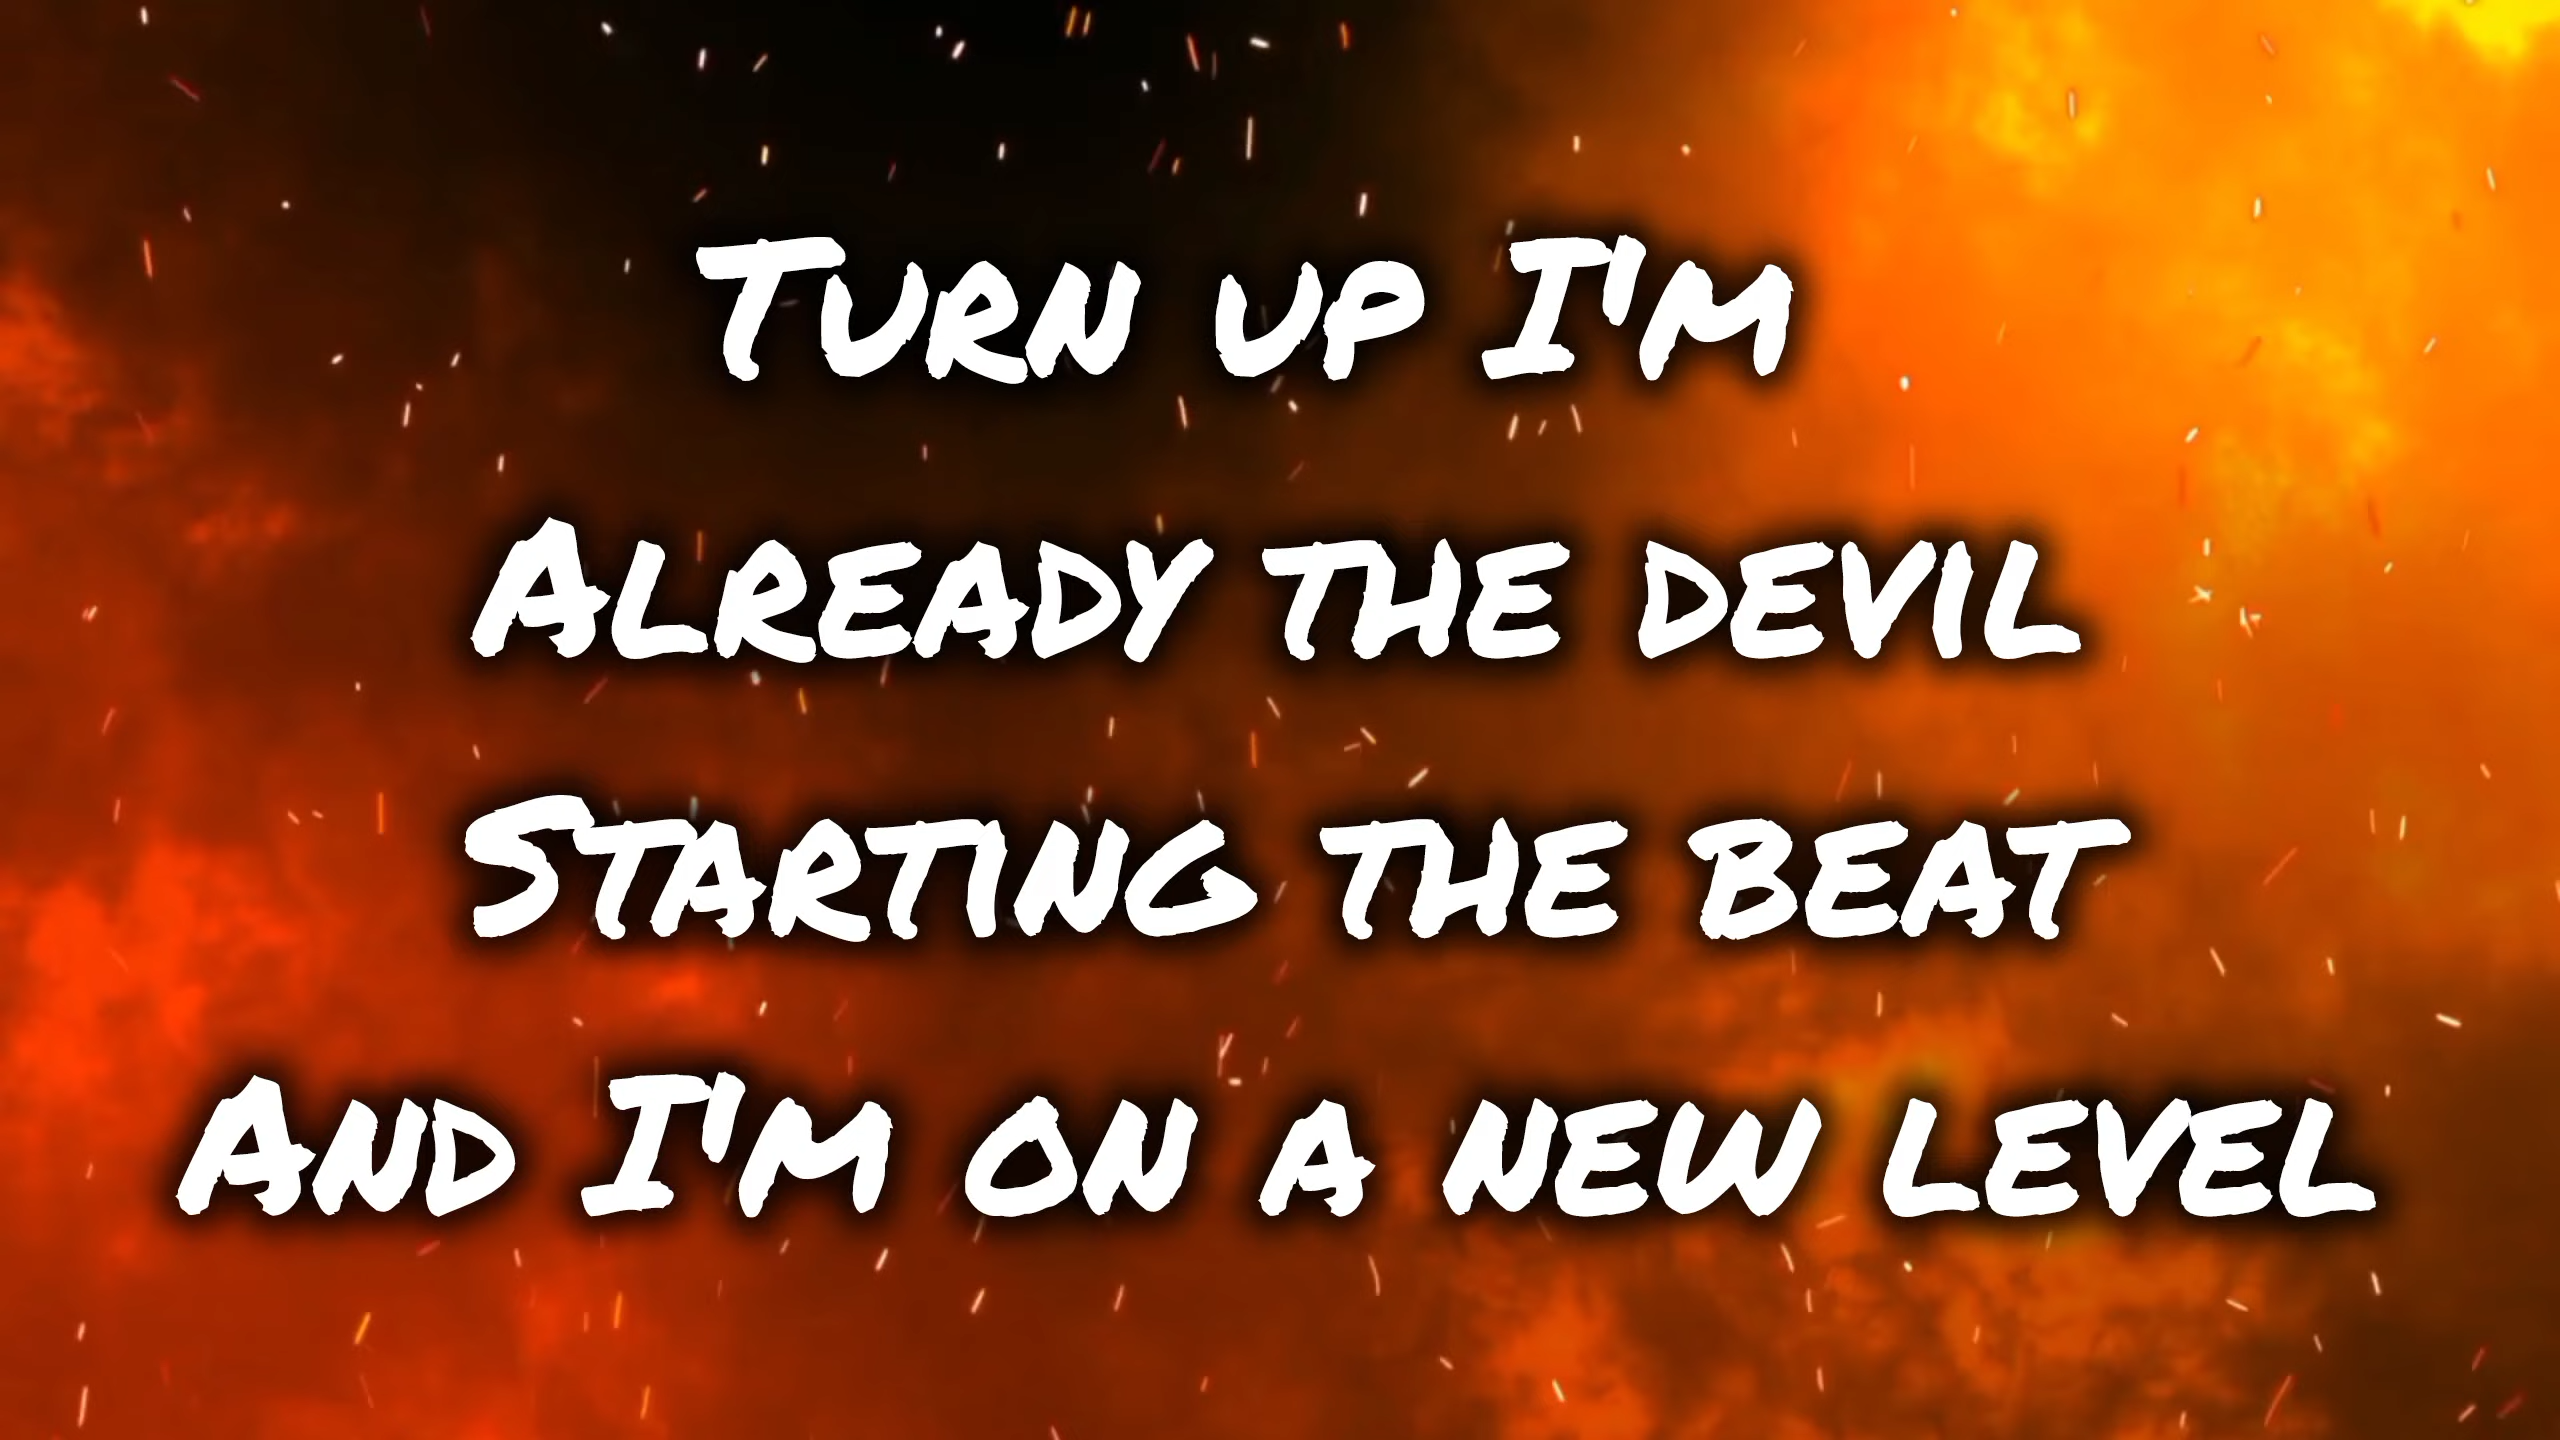 Turn up I'm
Already the devil
Starting the beat
And I'm on a new level